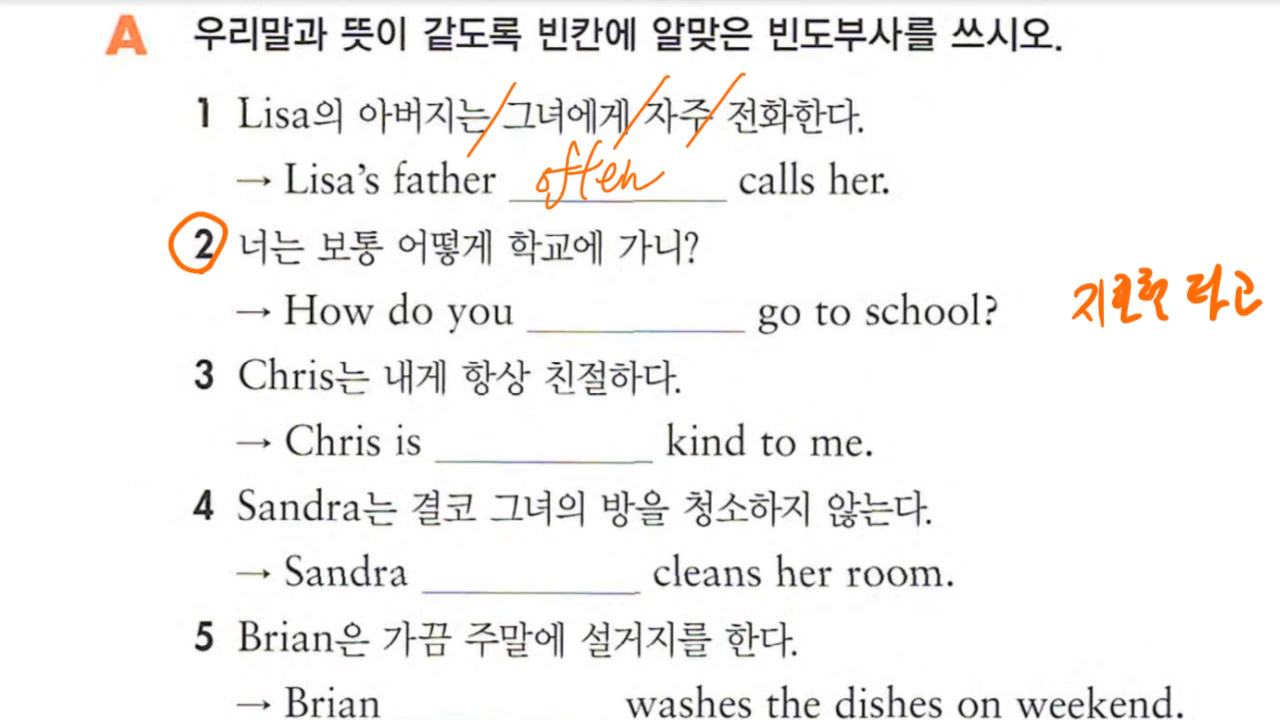 A 우리말과 뜻이 같도록 빈칸에 알맞은 빈도부사를 쓰시오.
1 Lisa의 아버지는/그녀에게/자주/전화한다.
→ Lisa's father often calls her.
2 너는 보통 어떻게 학교에 가니?
→ How do you ________ go to school? 타고
3 Chris는 내게 항상 친절하다.
→ Chris is ________ kind to me.
4 Sandra는 결코 그녀의 방을 청소하지 않는다.
→ Sandra ________ cleans her room.
5 Brian은 가끔 주말에 설거지를 한다.
→ Brian ________ washes the dishes on weekend.